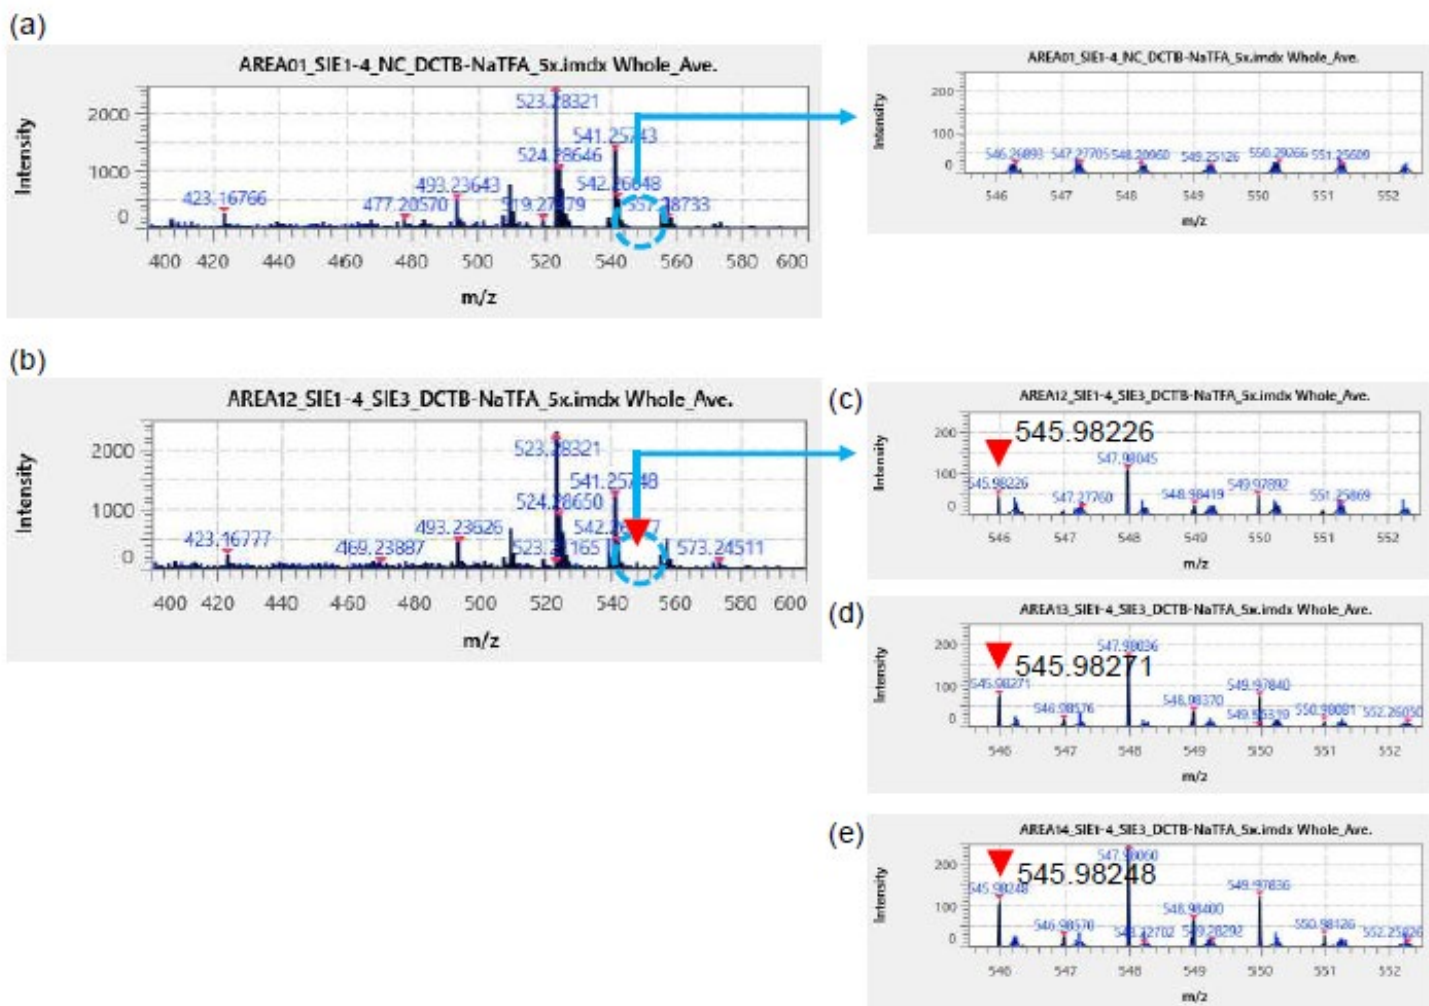 (a)
AREA01_SIE1-4_NC_DCTB-NaTFA_5x.imdx Whole_Ave.
Intensity
2000
1000
0
423.16766
477.20570
493.23643
519.27879
523.28321
524.28646
541.25743
542.26048
400 420 440 460 480 500 520 540 560 580 600
m/z
AREA01_SIE1-4_NC_DCTB-NaTFA_5x.imdx Whole_Ave.
Intensity
200
100
0
546.26893 547.27705 548.20960 549.25126 550.29266 551.25609
546 547 548 549 550 551 552
m/z
(b)
AREA12_SIE1-4_SIE3_DCTB-NaTFA_5x.imdx Whole_Ave.
Intensity
2000
1000
0
423.16777
469.23887
493.23626
523.28321
524.28650
541.25748
573.24511
400 420 440 460 480 500 520 540 560 580 600
m/z
(c)
AREA12_SIE1-4_SIE3_DCTB-NaTFA_5x.imdx Whole_Ave.
Intensity
200
100
0
545.98226
545.98226
547.27760
547.98045
548.98419
549.97892
551.25869
546 547 548 549 550 551 552
m/z
(d)
AREA13_SIE1-4_SIE3_DCTB-NaTFA_5x.imdx Whole_Ave.
Intensity
200
100
0
545.98271
545.98271
546.98576
547.98036
548.98370
549.97840
550.98081
552.26050
546 547 548 549 550 551 552
m/z
(e)
AREA14_SIE1-4_SIE3_DCTB-NaTFA_5x.imdx Whole_Ave.
Intensity
200
100
0
545.98248
545.98248
546.98570
547.98060
548.98400
549.28292
549.97836
550.98126
552.25826
546 547 548 549 550 551 552
m/z